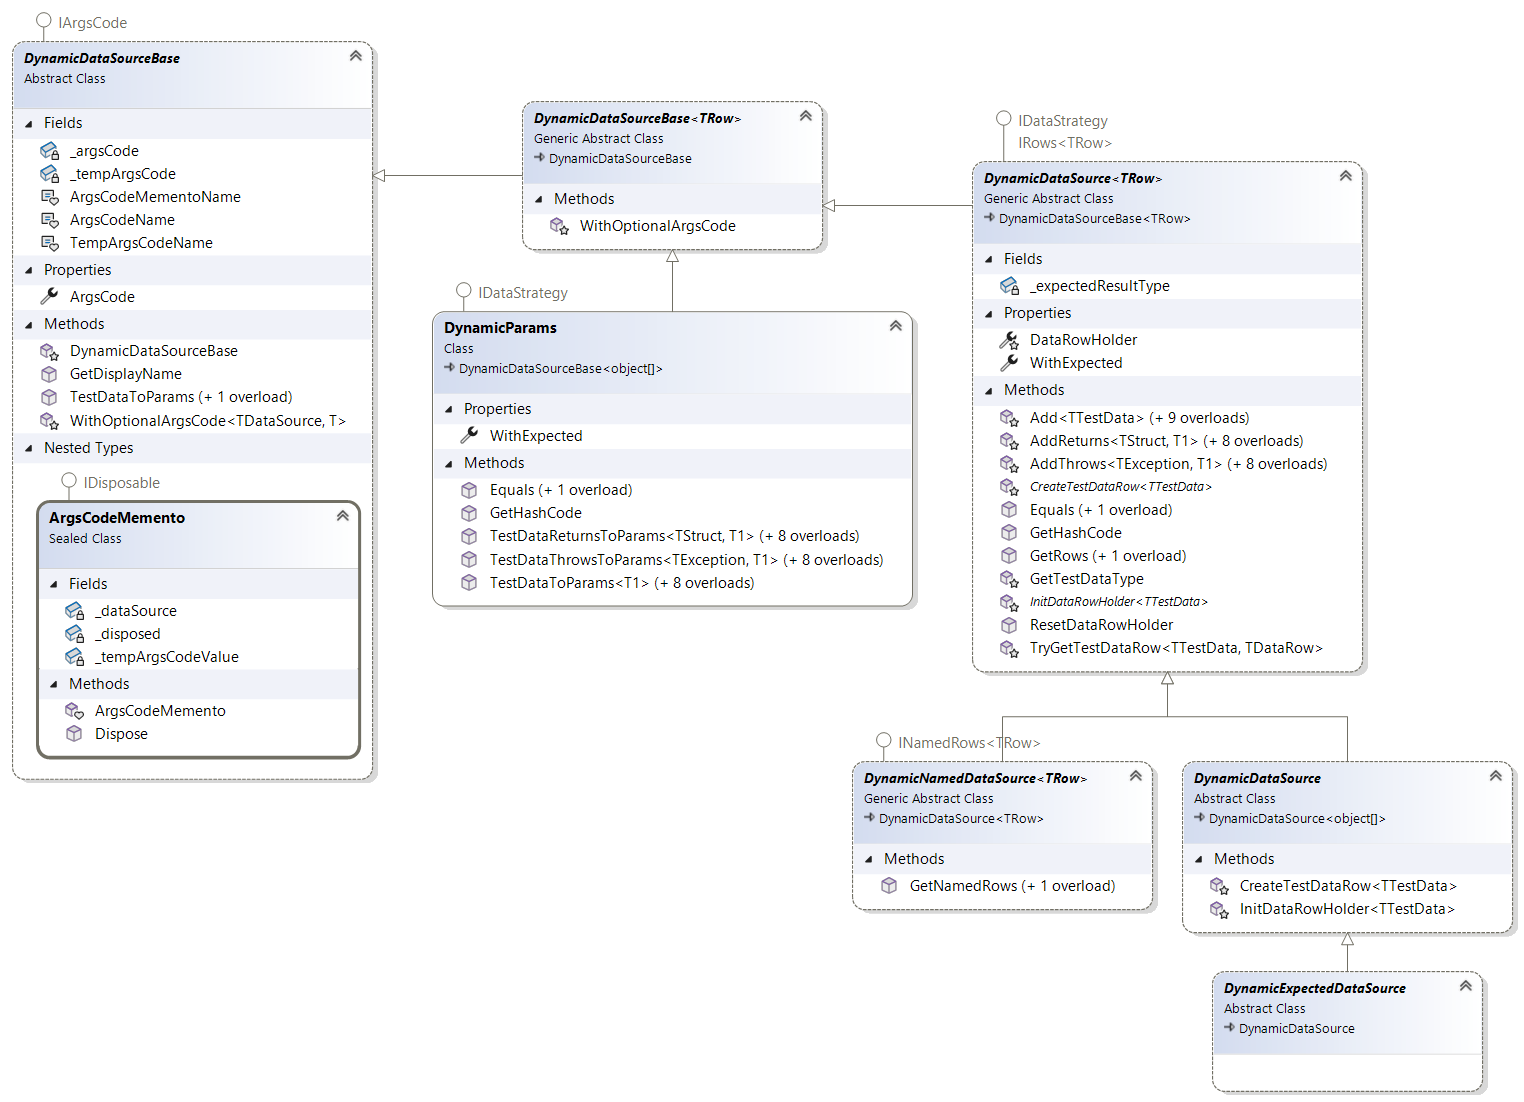 IArgsCode
DynamicDataSourceBase
Abstract Class
Fields
_argsCode
_tempArgsCode
ArgsCodeMementoName
ArgsCodeName
TempArgsCodeName
Properties
ArgsCode
Methods
DynamicDataSourceBase
GetDisplayName
TestDataToParams (+ 1 overload)
WithOptionalArgsCode<TDataSource, T>
Nested Types
IDisposable
ArgsCodeMemento
Sealed Class
Fields
_dataSource
_disposed
_tempArgsCodeValue
Methods
ArgsCodeMemento
Dispose
DynamicDataSourceBase<TRow>
Generic Abstract Class
DynamicDataSourceBase
Methods
WithOptionalArgsCode
IDataStrategy
DynamicParams
Class
DynamicDataSourceBase<object[]>
Properties
WithExpected
Methods
Equals (+ 1 overload)
GetHashCode
TestDataReturnsToParams<TStruct, T1> (+ 8 overloads)
TestDataThrowsToParams<TException, T1> (+ 8 overloads)
TestDataToParams<T1> (+ 8 overloads)
IDataStrategy
IRows<TRow>
DynamicDataSource<TRow>
Generic Abstract Class
DynamicDataSourceBase<TRow>
Fields
_expectedResultType
Properties
DataRowHolder
WithExpected
Methods
Add<TTestData> (+ 9 overloads)
AddReturns<TStruct, T1> (+ 8 overloads)
AddThrows<TException, T1> (+ 8 overloads)
CreateTestDataRow<TTestData>
Equals (+ 1 overload)
GetHashCode
GetRows (+ 1 overload)
GetTestDataType
InitDataRowHolder<TTestData>
ResetDataRowHolder
TryGetTestDataRow<TTestData, TDataRow>
INamedRows<TRow>
DynamicNamedDataSource<TRow>
Generic Abstract Class
DynamicDataSource<TRow>
Methods
GetNamedRows (+ 1 overload)
DynamicDataSource
Abstract Class
DynamicDataSource<object[]>
Methods
CreateTestDataRow<TTestData>
InitDataRowHolder<TTestData>
DynamicExpectedDataSource
Abstract Class
DynamicDataSource